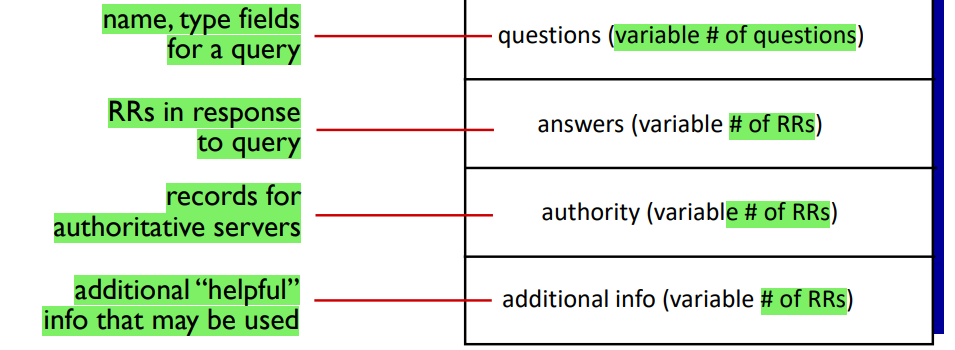 name, type fields
for a query
questions (variable # of questions)
RRs in response
to query
answers (variable # of RRs)
records for
authoritative servers
authority (variable # of RRs)
additional “helpful”
info that may be used
additional info (variable # of RRs)